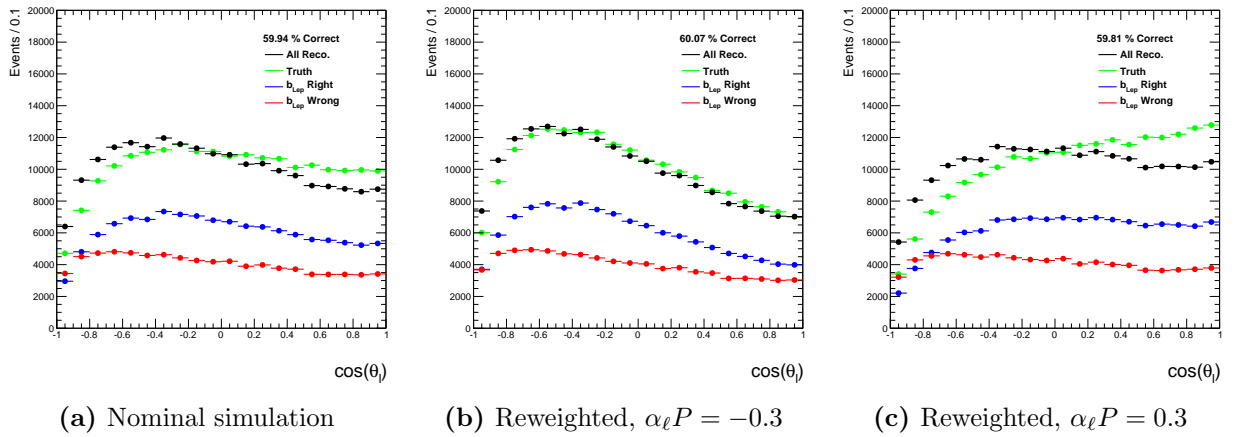 Events / 0.1
20000
18000
16000
14000
12000
10000
8000
6000
4000
2000
0
59.94 % Correct
All Reco.
Truth
b_Lep Right
b_Lep Wrong
-1 -0.8 -0.6 -0.4 -0.2 0 0.2 0.4 0.6 0.8 1
cos(θ_l)
(a) Nominal simulation
Events / 0.1
20000
18000
16000
14000
12000
10000
8000
6000
4000
2000
0
60.07 % Correct
All Reco.
Truth
b_Lep Right
b_Lep Wrong
-1 -0.8 -0.6 -0.4 -0.2 0 0.2 0.4 0.6 0.8 1
cos(θ_l)
(b) Reweighted, α_ℓP = −0.3
Events / 0.1
20000
18000
16000
14000
12000
10000
8000
6000
4000
2000
0
59.81 % Correct
All Reco.
Truth
b_Lep Right
b_Lep Wrong
-1 -0.8 -0.6 -0.4 -0.2 0 0.2 0.4 0.6 0.8 1
cos(θ_l)
(c) Reweighted, α_ℓP = 0.3